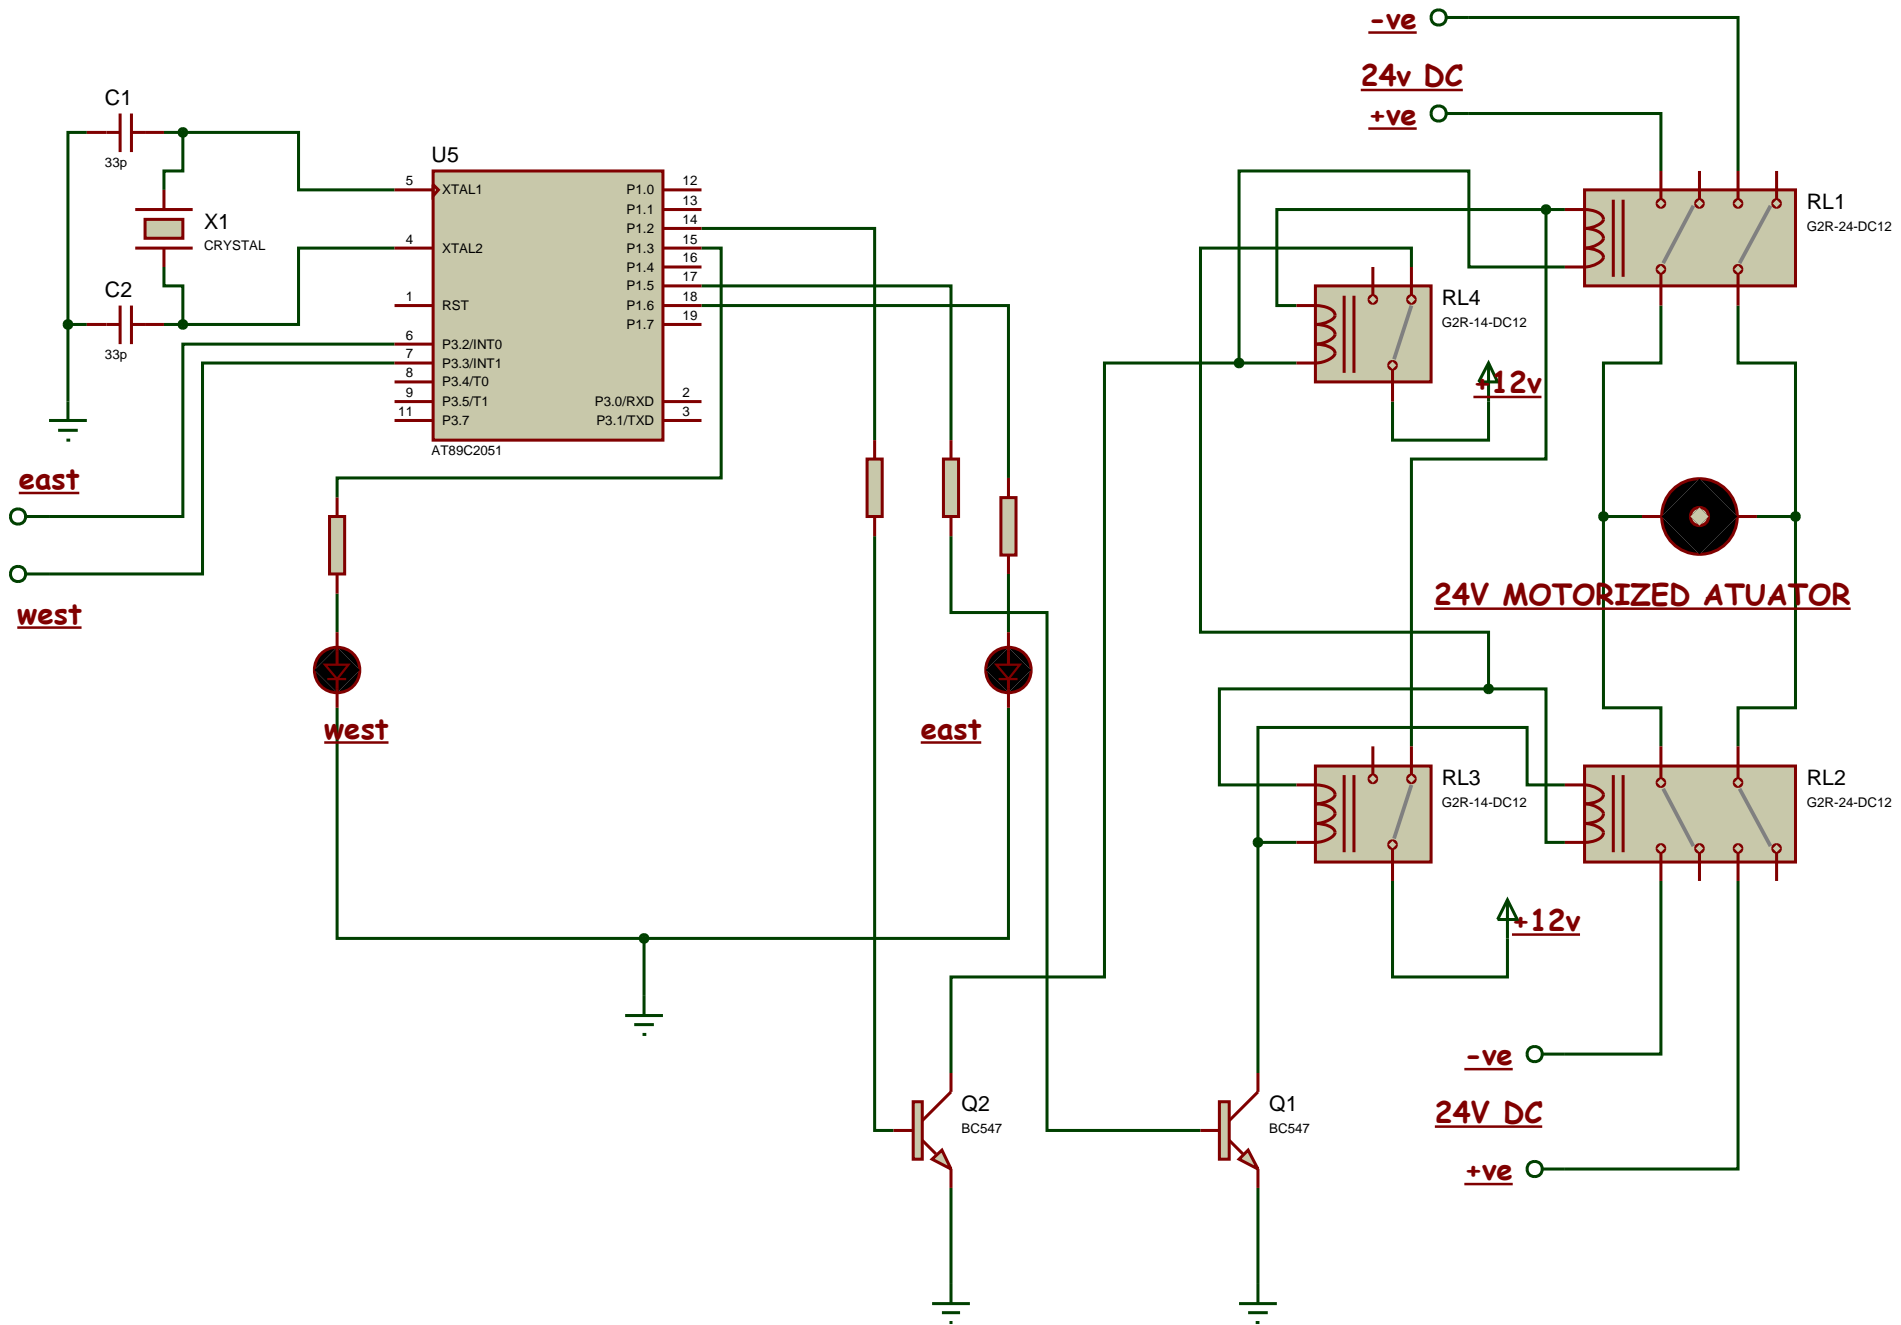 -ve
24v DC
+ve
C1
33p
X1
CRYSTAL
C2
33p
U5
5 XTAL1
4 XTAL2
1 RST
6 P3.2/INT0
7 P3.3/INT1
8 P3.4/T0
9 P3.5/T1
11 P3.7
P1.0 12
P1.1 13
P1.2 14
P1.3 15
P1.4 16
P1.5 17
P1.6 18
P1.7 19
P3.0/RXD 2
P3.1/TXD 3
AT89C2051
RL1
G2R-24-DC12
RL4
G2R-14-DC12
+12v
east
west
24V MOTORIZED ATUATOR
west
east
RL3
G2R-14-DC12
RL2
G2R-24-DC12
+12v
-ve
24V DC
+ve
Q2
BC547
Q1
BC547